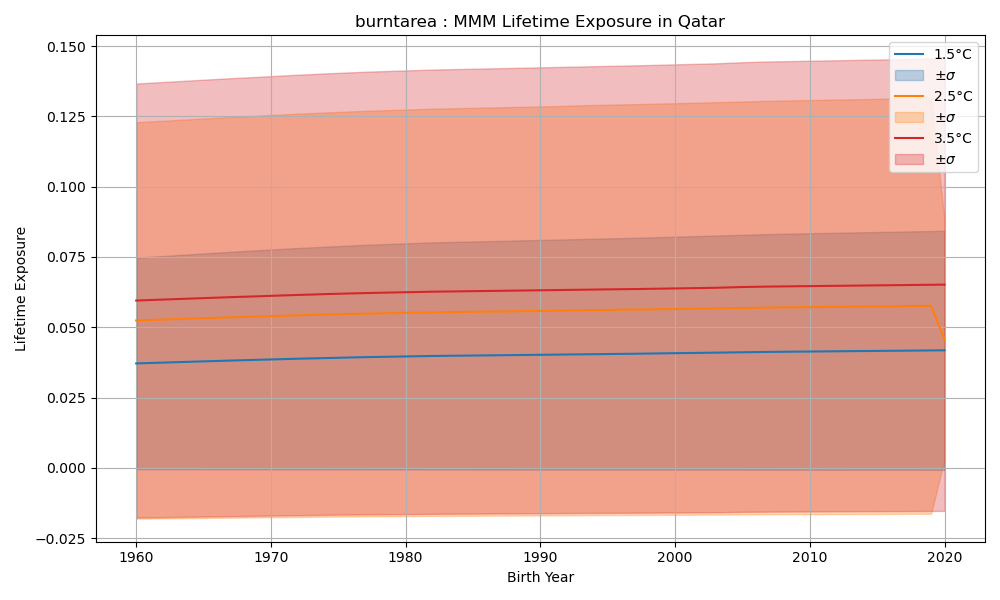 burntarea : MMM Lifetime Exposure in Qatar
0.150
0.125
0.100
0.075
0.050
0.025
0.000
−0.025
Lifetime Exposure
1.5°C
±σ
2.5°C
±σ
3.5°C
±σ
1960 1970 1980 1990 2000 2010 2020
Birth Year